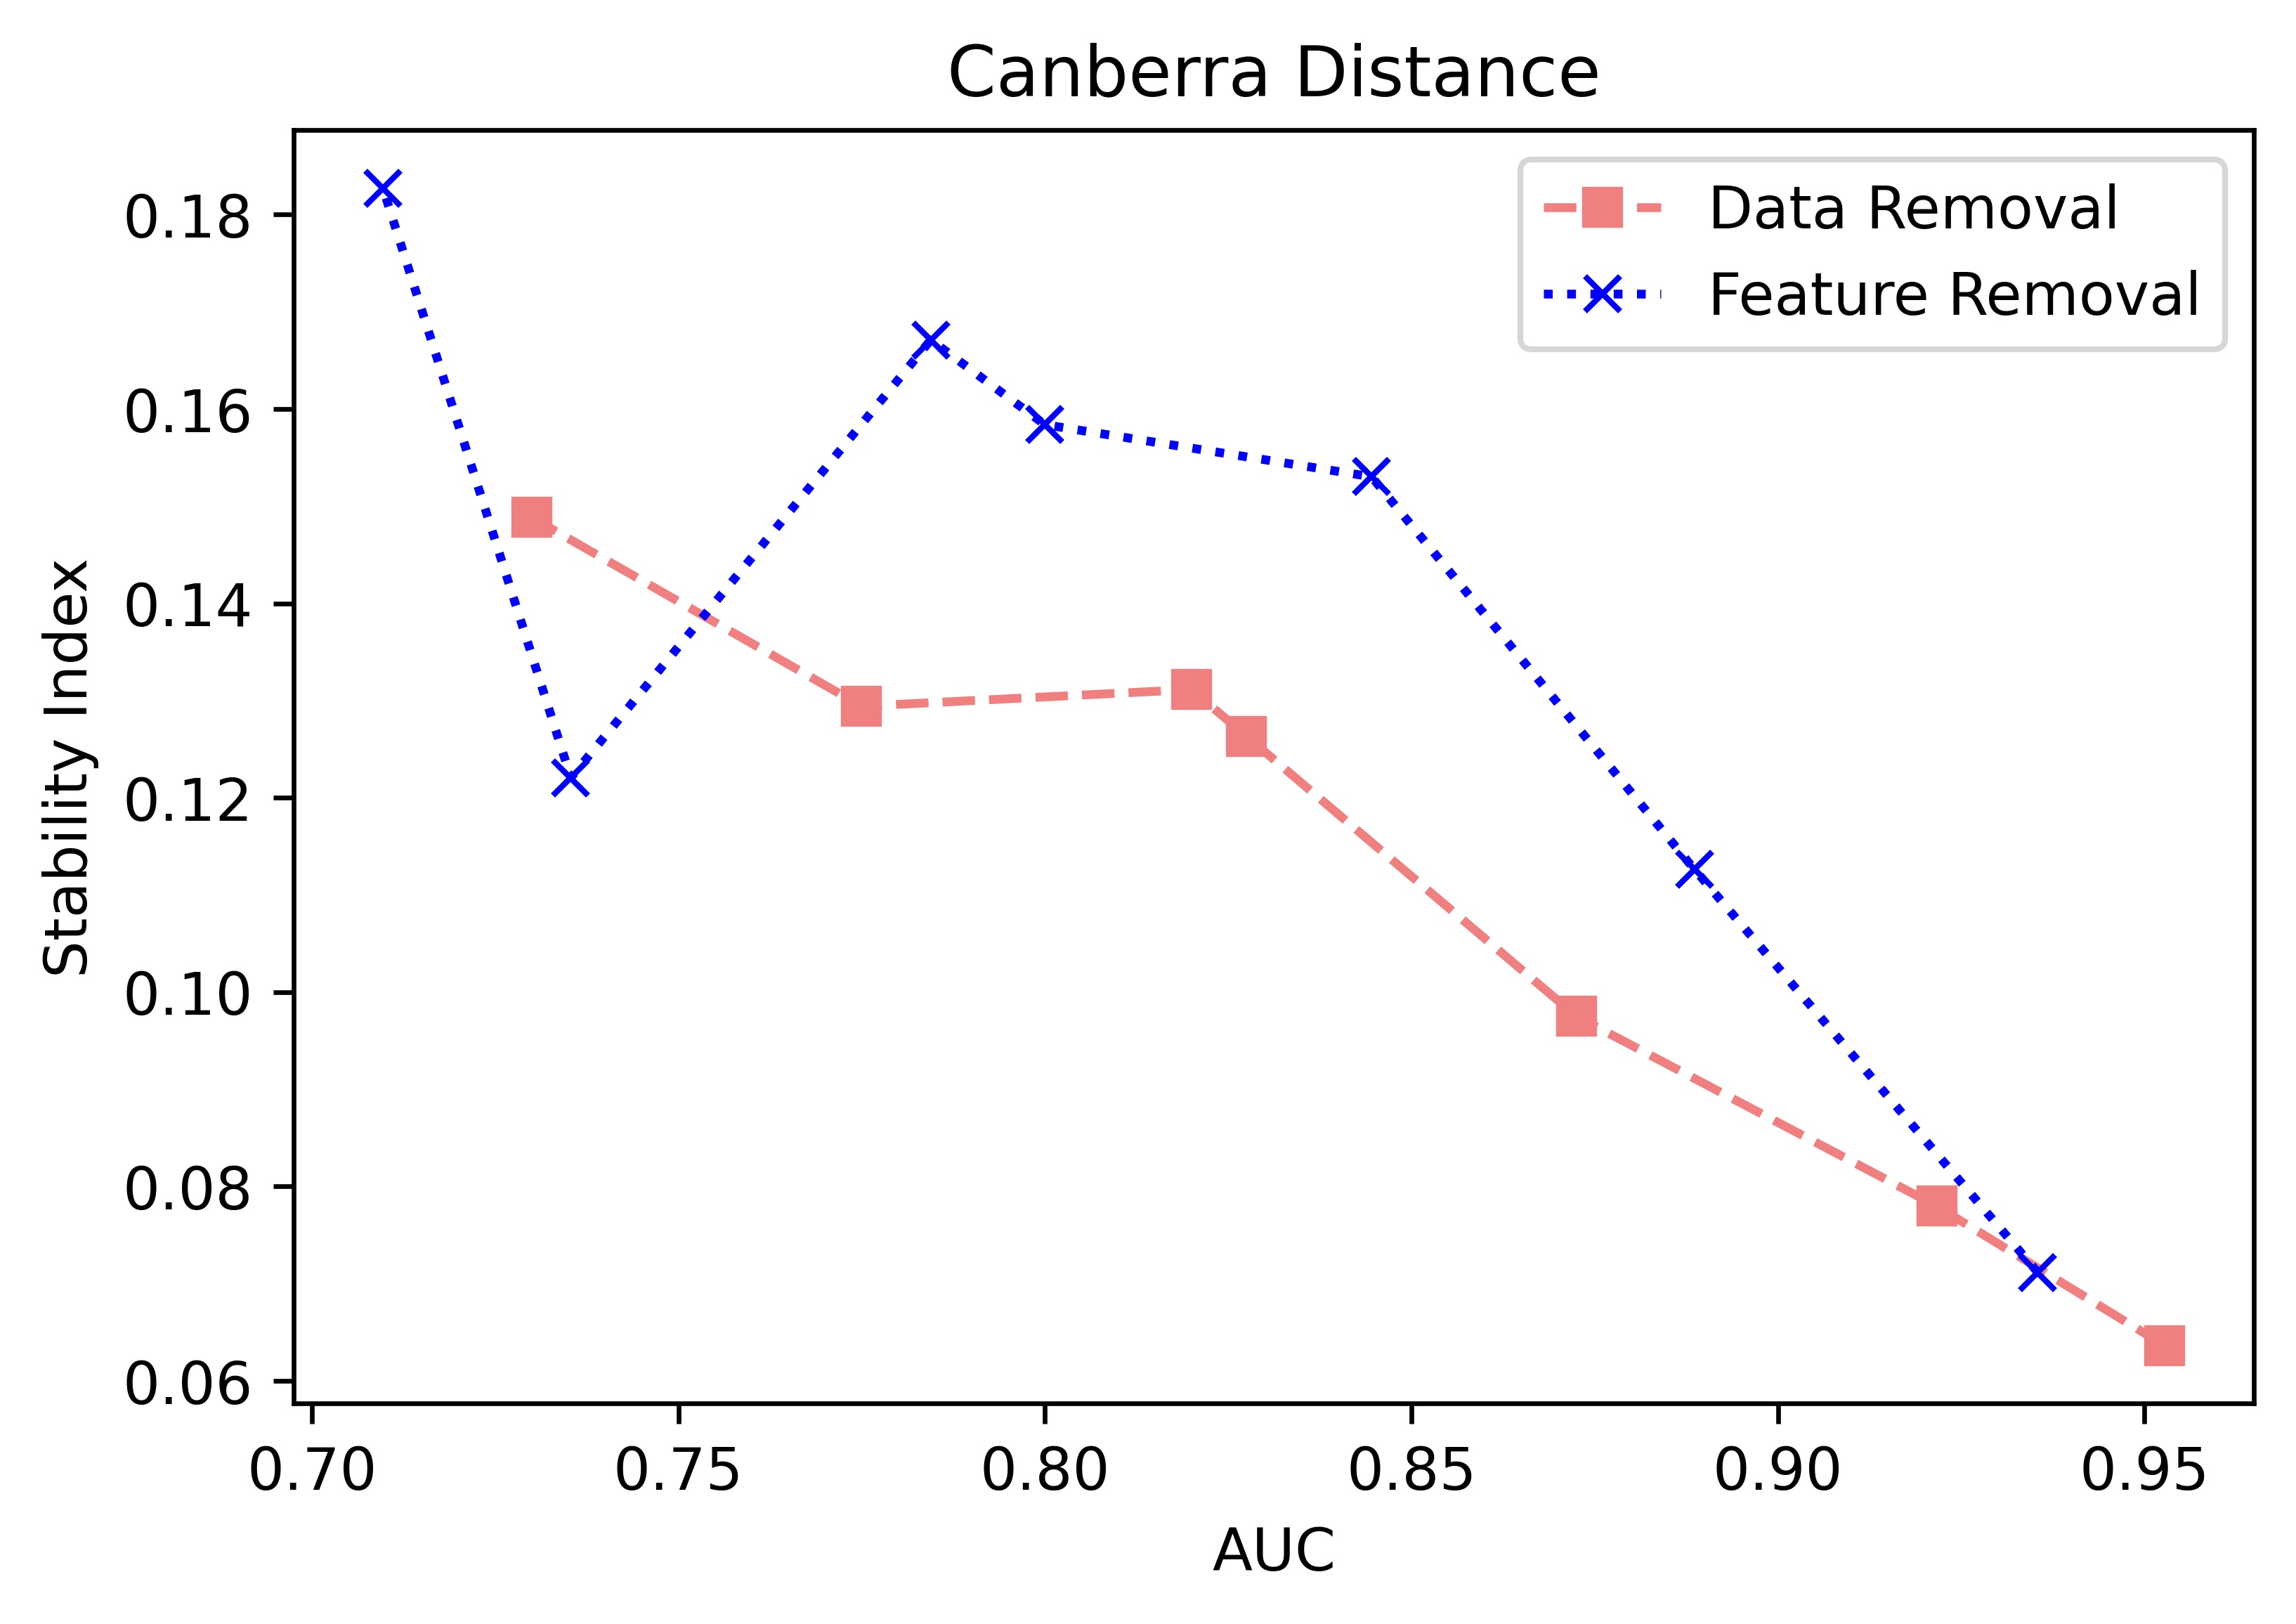 Canberra Distance
Data Removal
Feature Removal
Stability Index
0.18
0.16
0.14
0.12
0.10
0.08
0.06
0.70 0.75 0.80 0.85 0.90 0.95
AUC